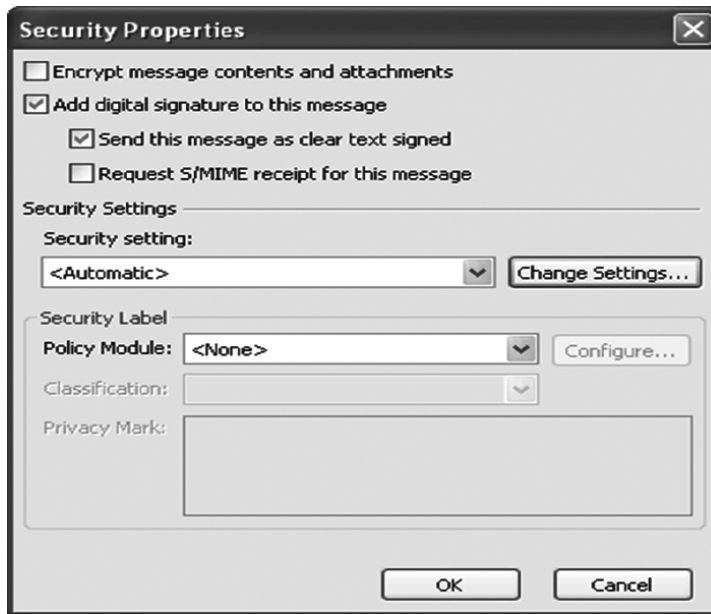 Security Properties
Encrypt message contents and attachments
Add digital signature to this message
Send this message as clear text signed
Request S/MIME receipt for this message
Security Settings
Security setting:
<Automatic> Change Settings...
Security Label
Policy Module: <None> Configure...
Classification:
Privacy Mark:
OK Cancel